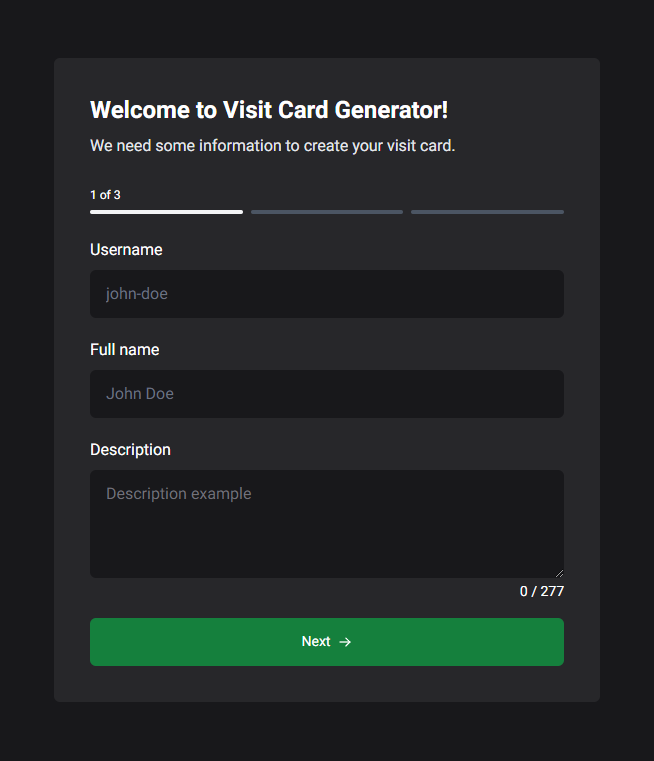 Welcome to Visit Card Generator!
We need some information to create your visit card.
1 of 3
Username
john-doe
Full name
John Doe
Description
Description example
0 / 277
Next →